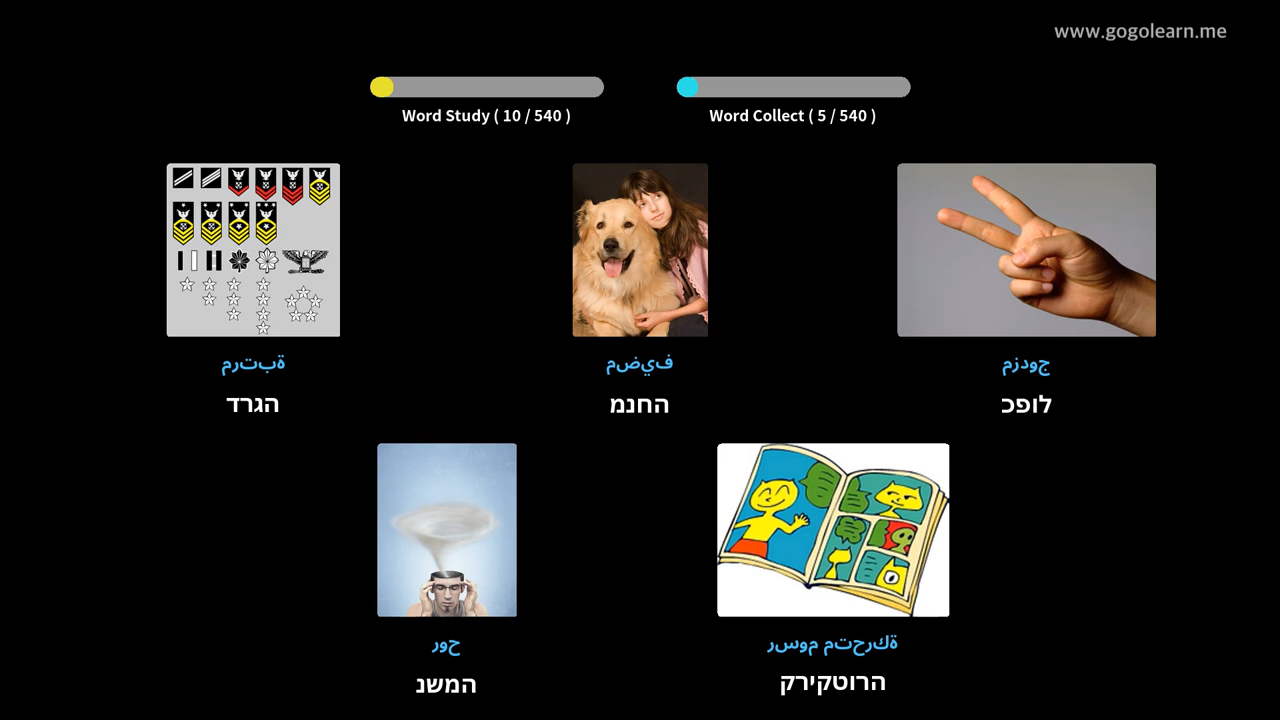 www.gogolearn.me
Word Study ( 10 / 540 )
Word Collect ( 5 / 540 )
ةبترم
הגרד
فيضم
החנמ
جودزم
לופכ
حور
המשנ
ةكرحتم موسر
הרוטקירק